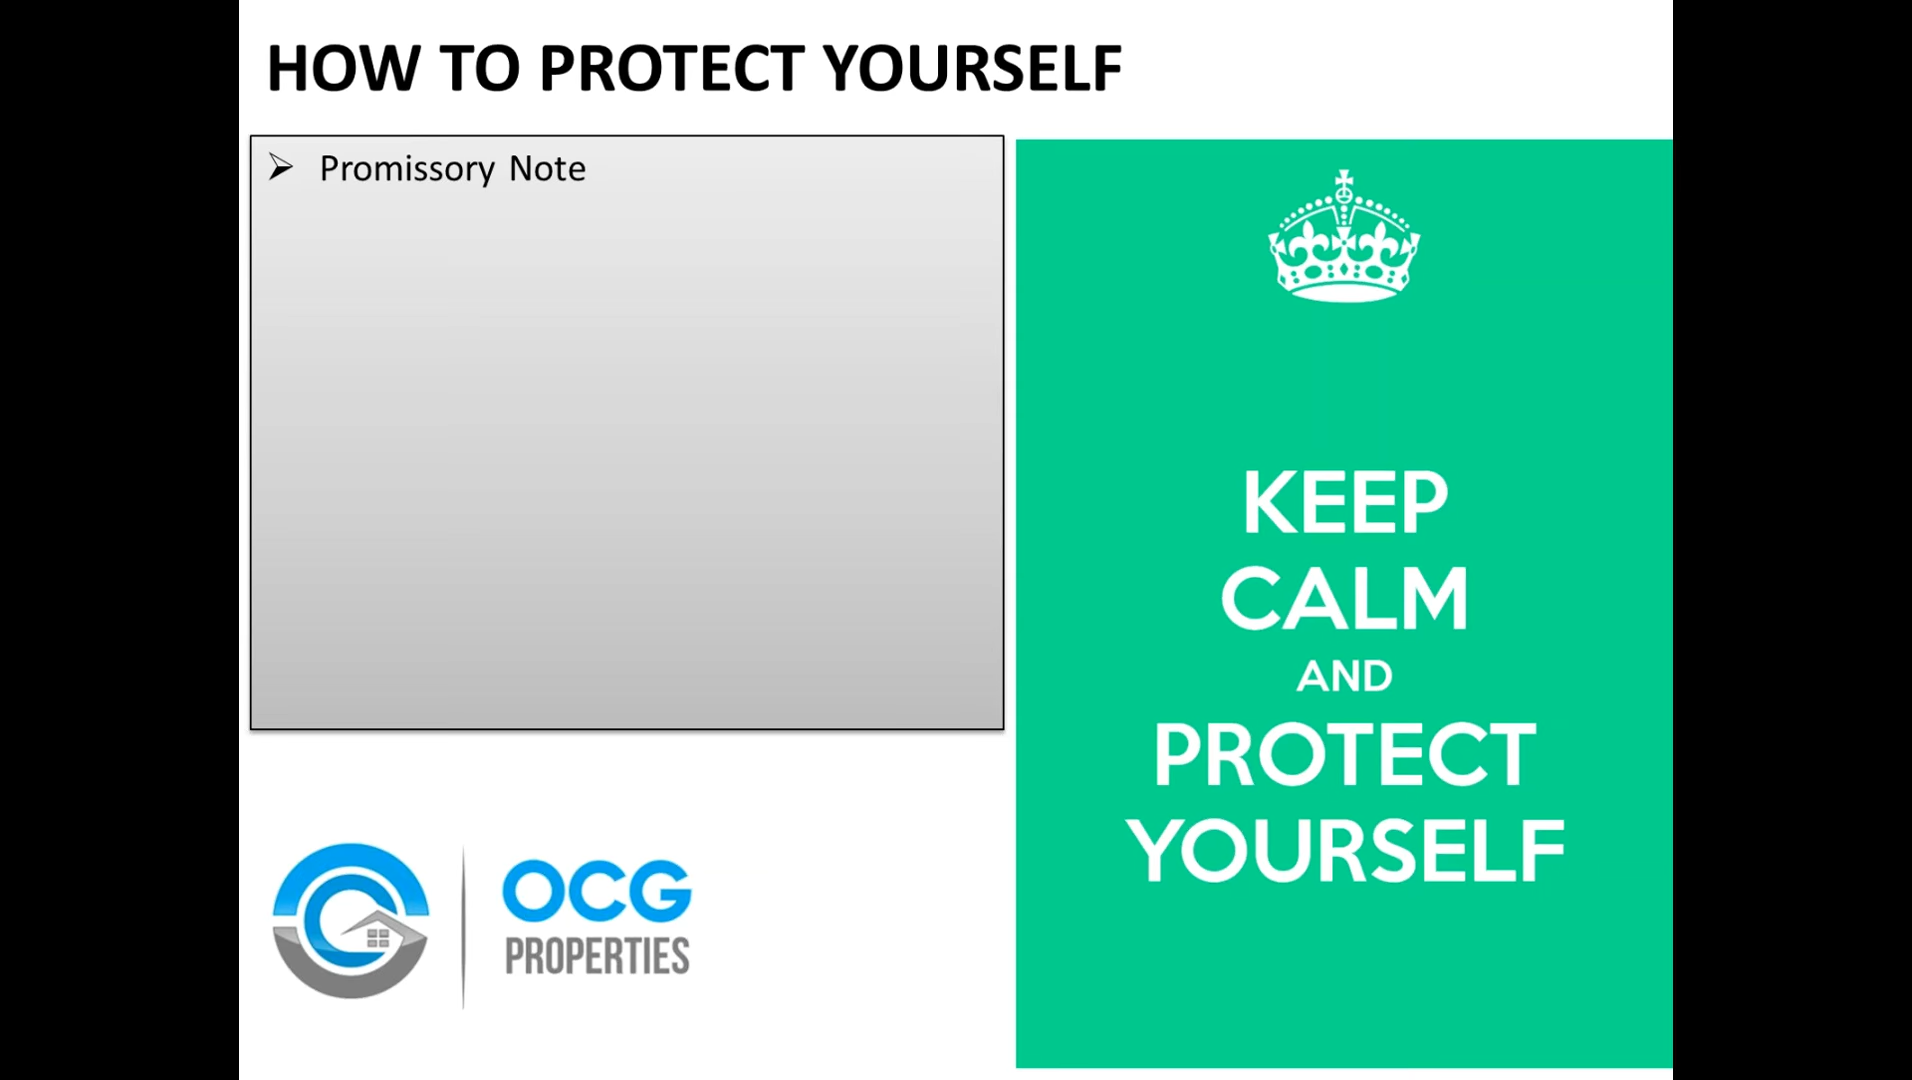 HOW TO PROTECT YOURSELF
Promissory Note
KEEP
CALM
AND
PROTECT
YOURSELF
OCG
PROPERTIES